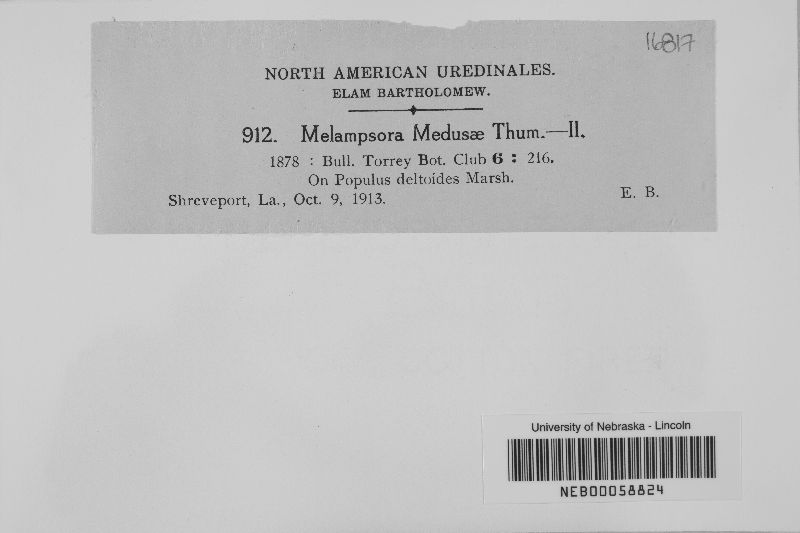 16817
NORTH AMERICAN UREDINALES.
ELAM BARTHOLOMEW.
912. Melampsora Medusæ Thum.—II.
1878 : Bull. Torrey Bot. Club 6 : 216.
On Populus deltoides Marsh.
Shreveport, La., Oct. 9, 1913. E. B.
University of Nebraska - Lincoln
NEB00058824